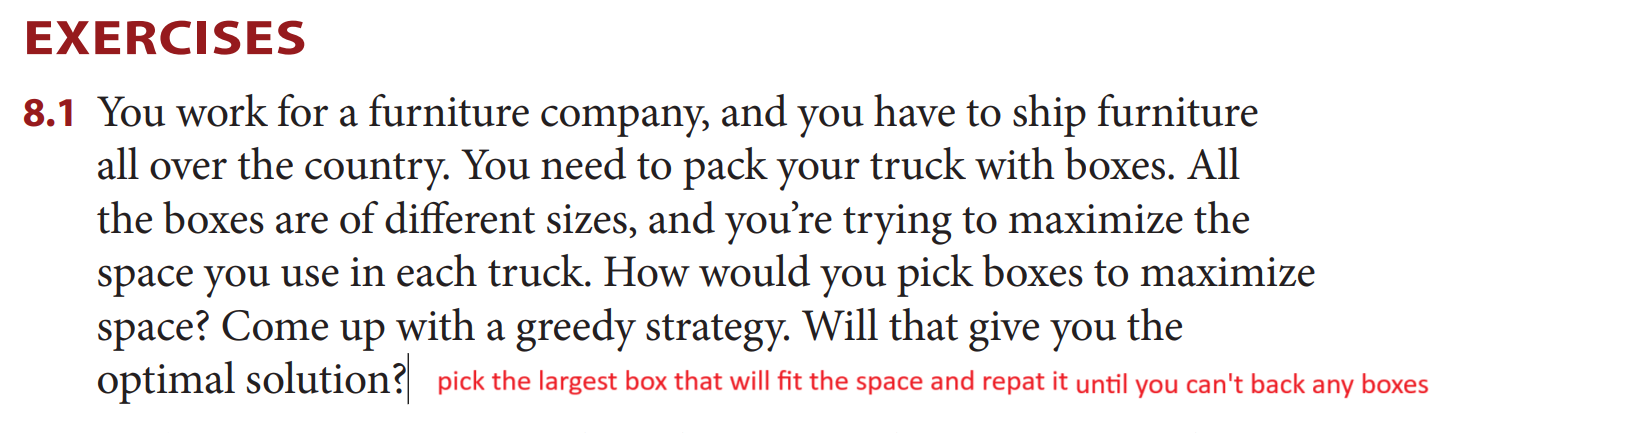 EXERCISES
8.1 You work for a furniture company, and you have to ship furniture
all over the country. You need to pack your truck with boxes. All
the boxes are of different sizes, and you’re trying to maximize the
space you use in each truck. How would you pick boxes to maximize
space? Come up with a greedy strategy. Will that give you the
optimal solution? pick the largest box that will fit the space and repat it until you can't back any boxes